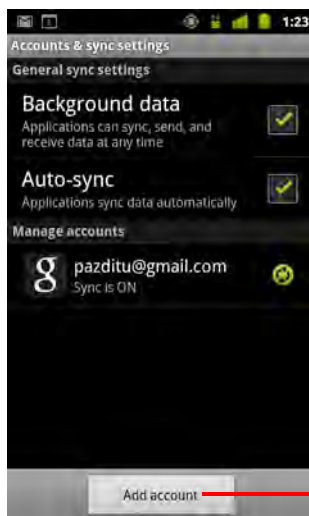 1
1:23
Accounts & sync settings
General sync settings
Background data
Applications can sync, send, and
receive data at any time
Auto-sync
Applications sync data automatically
Manage accounts
g
pazditu@gmail.com
Sync is ON
Add account